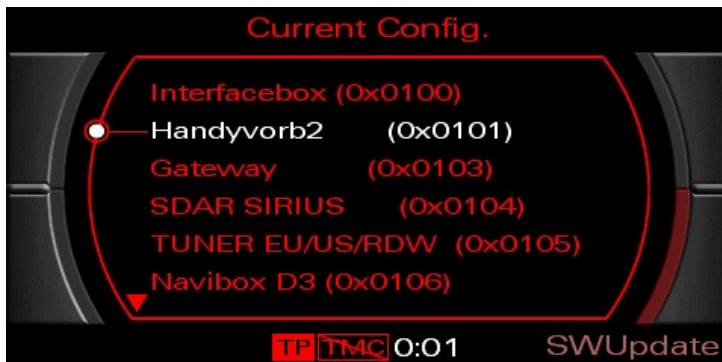 Current Config.
Interfacebox (0x0100)
Handyvorb2 (0x0101)
Gateway (0x0103)
SDAR SIRIUS (0x0104)
TUNER EU/US/RDW (0x0105)
Navibox D3 (0x0106)
TP TMC 0:01 SWUpdate